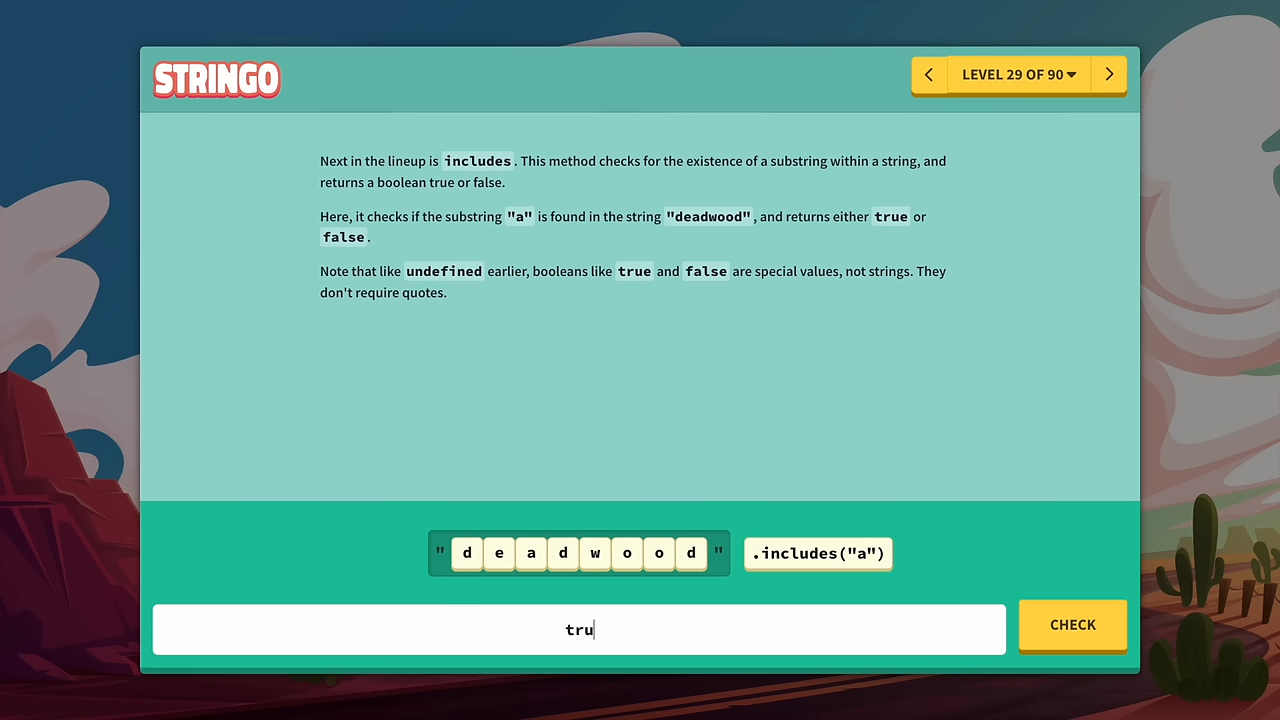 STRINGO
LEVEL 29 OF 90
Next in the lineup is includes. This method checks for the existence of a substring within a string, and
returns a boolean true or false.
Here, it checks if the substring "a" is found in the string "deadwood", and returns either true or
false.
Note that like undefined earlier, booleans like true and false are special values, not strings. They
don't require quotes.
" d e a d w o o d " .includes("a")
tru
CHECK